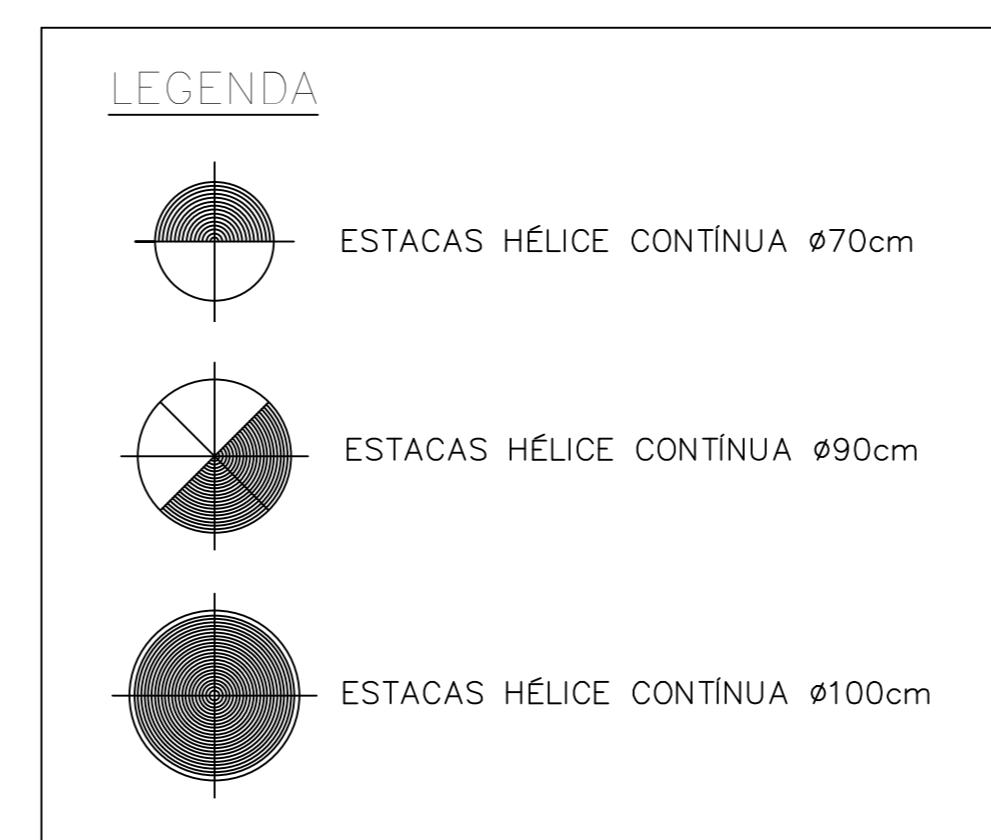 LEGENDA
ESTACAS HÉLICE CONTÍNUA ø70cm
ESTACAS HÉLICE CONTÍNUA ø90cm
ESTACAS HÉLICE CONTÍNUA ø100cm